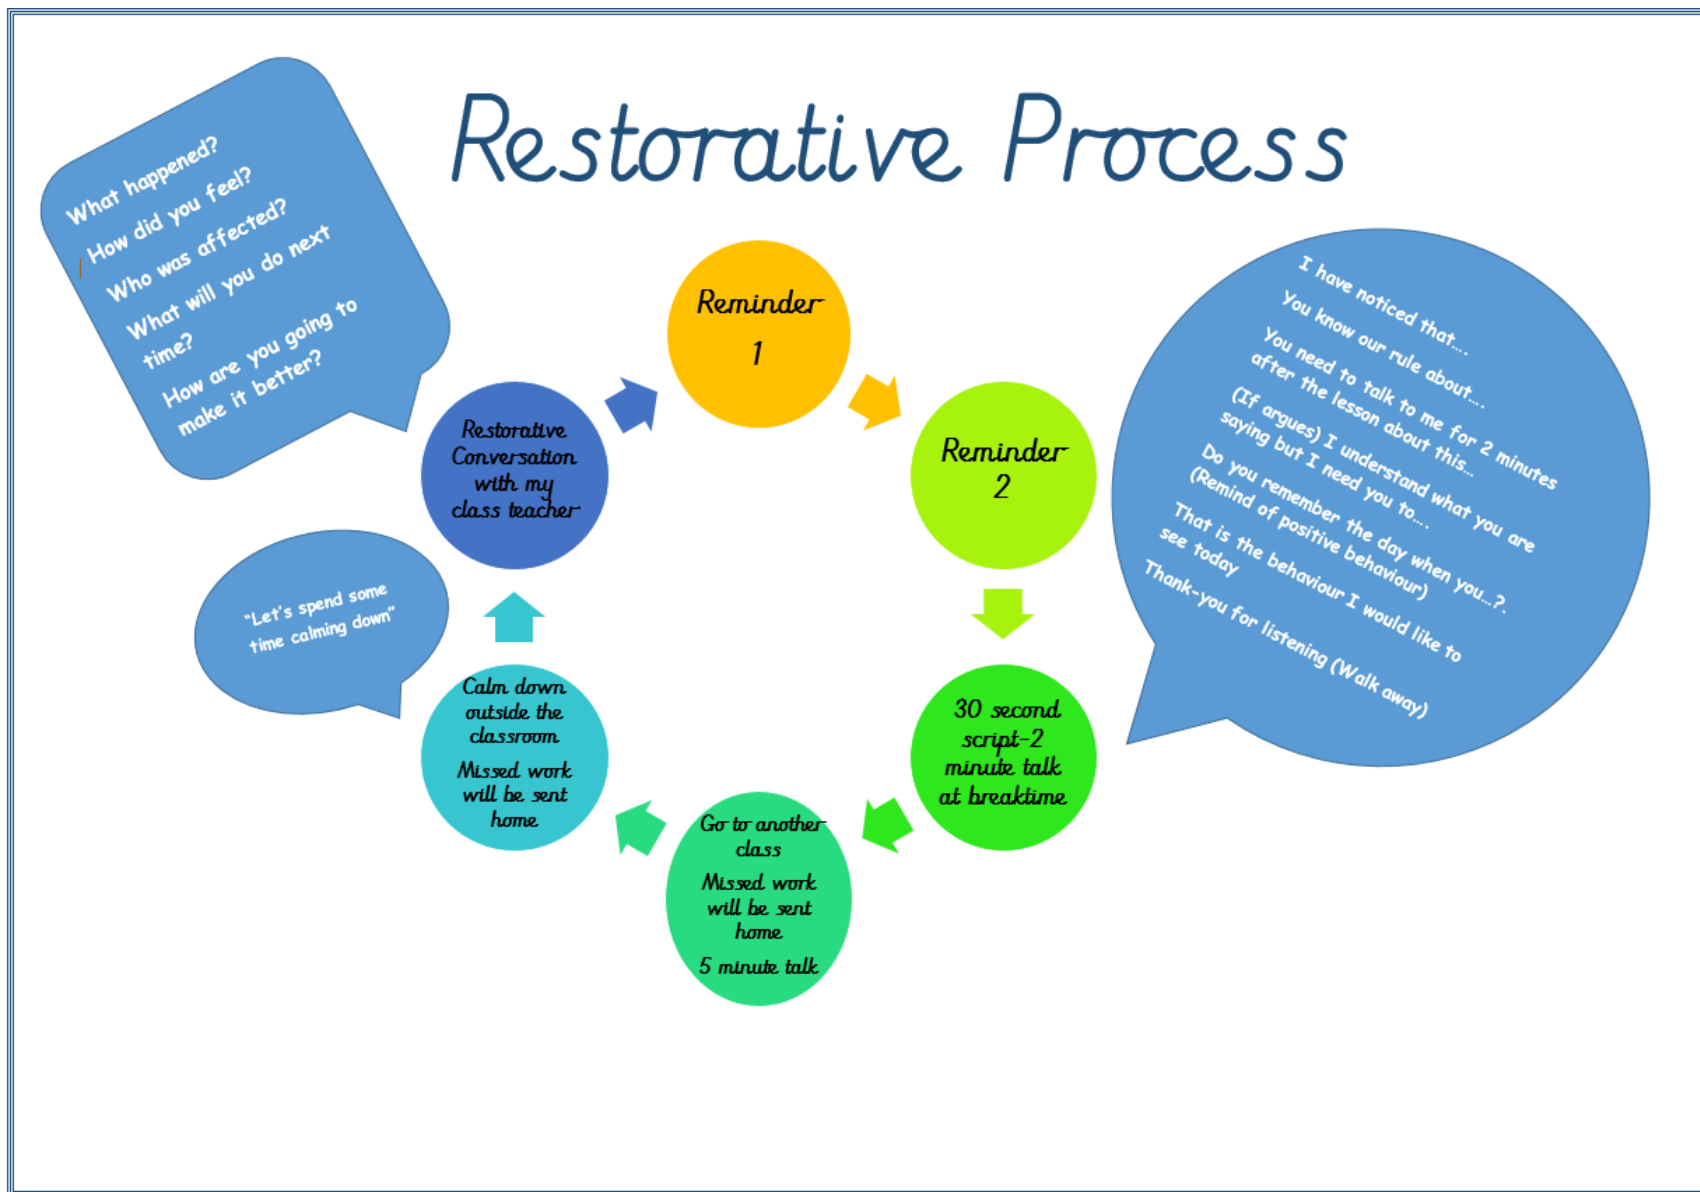 Restorative Process
What happened?
How did you feel?
Who was affected?
What will you do next
time?
How are you going to
make it better?
Reminder
1
Reminder
2
I have noticed that....
You know our rule about....
You need to talk to me for 2 minutes
after the lesson about this...
(If argues) I understand what you are
saying but I need you to....
Do you remember the day when you...?.
(Remind of positive behaviour)
That is the behaviour I would like to
see today
Thank-you for listening (Walk away)
30 second
script-2
minute talk
at breaktime
Go to another
class
Missed work
will be sent
home
5 minute talk
Calm down
outside the
classroom
Missed work
will be sent
home
"Let's spend some
time calming down"
Restorative
Conversation
with my
class teacher